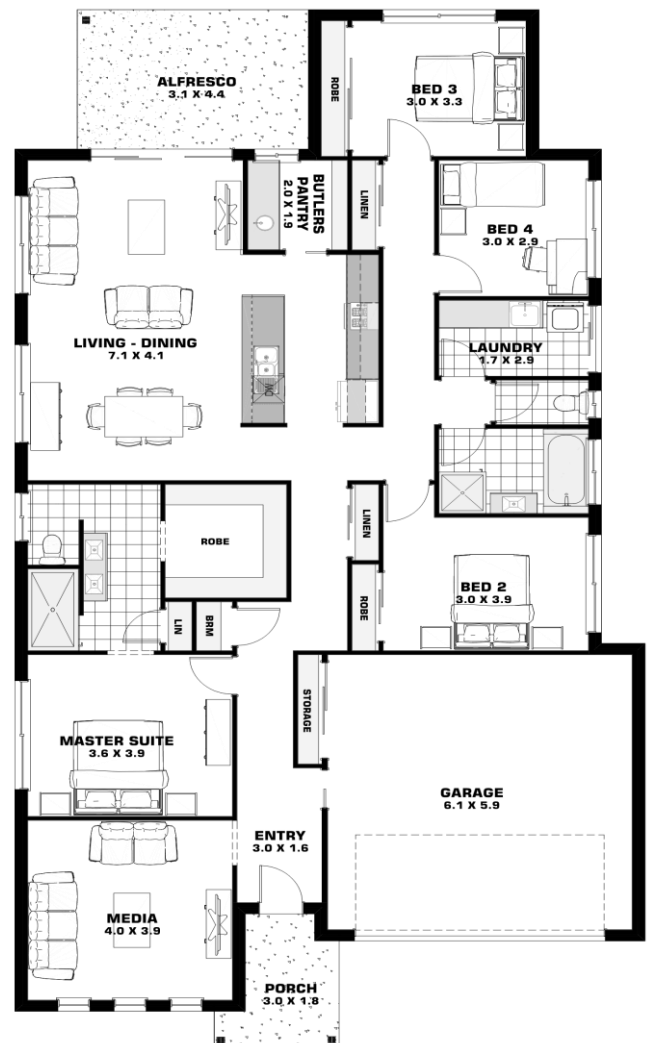 ALFRESCO
3.1 X 4.4
ROBE
BED 3
3.0 X 3.3
BUTLERS
PANTRY
2.0 X 1.9
LINEN
BED 4
3.0 X 2.9
LIVING - DINING
7.1 X 4.1
LAUNDRY
1.7 X 2.9
DW
ROBE
LINEN
BED 2
3.0 X 3.9
ROBE
LIN
BRM
MASTER SUITE
3.6 X 3.9
STORAGE
GARAGE
6.1 X 5.9
ENTRY
3.0 X 1.6
MEDIA
4.0 X 3.9
PORCH
3.0 X 1.8